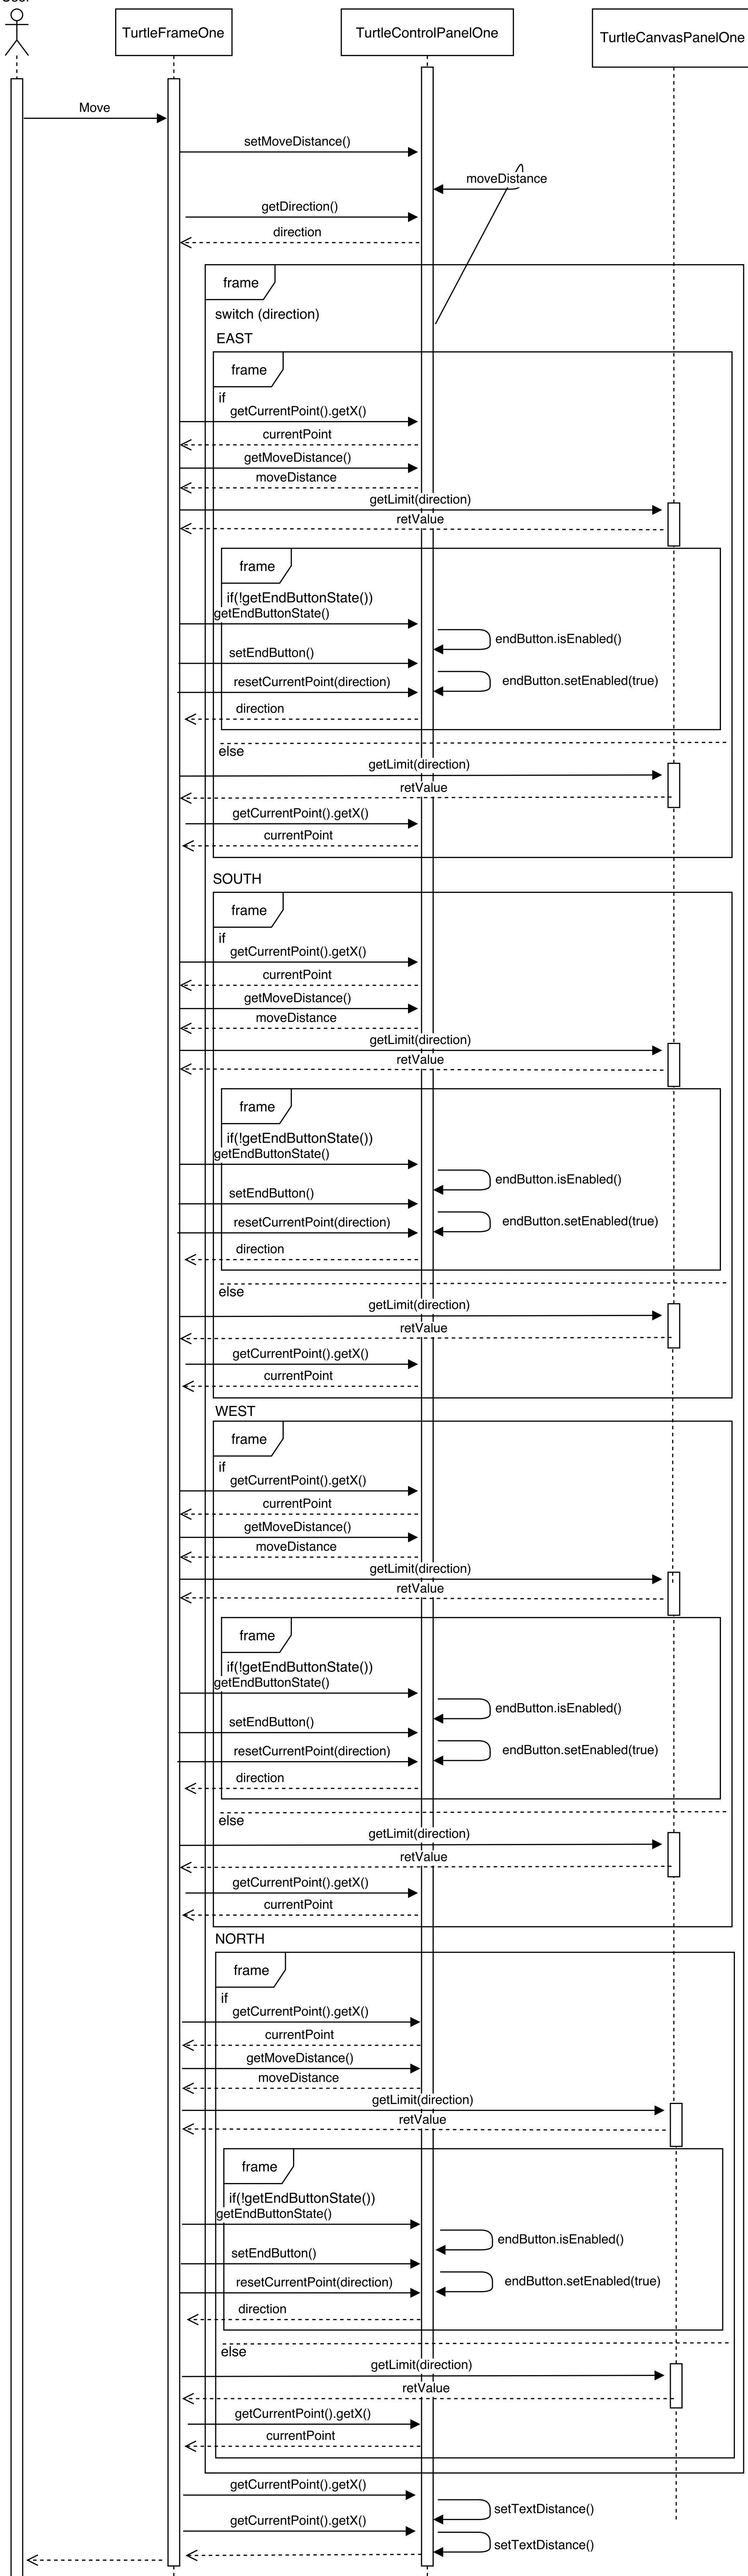 TurtleFrameOne
TurtleControlPanelOne
TurtleCanvasPanelOne
Move
setMoveDistance()
moveDistance
getDirection()
direction
frame
switch (direction)
EAST
frame
if
getCurrentPoint().getX()
currentPoint
getMoveDistance()
moveDistance
getLimit(direction)
retValue
frame
if(!getEndButtonState())
getEndButtonState()
endButton.isEnabled()
setEndButton()
resetCurrentPoint(direction)
endButton.setEnabled(true)
direction
else
getLimit(direction)
retValue
getCurrentPoint().getX()
currentPoint
SOUTH
frame
if
getCurrentPoint().getX()
currentPoint
getMoveDistance()
moveDistance
getLimit(direction)
retValue
frame
if(!getEndButtonState())
getEndButtonState()
endButton.isEnabled()
setEndButton()
resetCurrentPoint(direction)
endButton.setEnabled(true)
direction
else
getLimit(direction)
retValue
getCurrentPoint().getX()
currentPoint
WEST
frame
if
getCurrentPoint().getX()
currentPoint
getMoveDistance()
moveDistance
getLimit(direction)
retValue
frame
if(!getEndButtonState())
getEndButtonState()
endButton.isEnabled()
setEndButton()
resetCurrentPoint(direction)
endButton.setEnabled(true)
direction
else
getLimit(direction)
retValue
getCurrentPoint().getX()
currentPoint
NORTH
frame
if
getCurrentPoint().getX()
currentPoint
getMoveDistance()
moveDistance
getLimit(direction)
retValue
frame
if(!getEndButtonState())
getEndButtonState()
endButton.isEnabled()
setEndButton()
resetCurrentPoint(direction)
endButton.setEnabled(true)
direction
else
getLimit(direction)
retValue
getCurrentPoint().getX()
currentPoint
getCurrentPoint().getX()
setTextDistance()
getCurrentPoint().getX()
setTextDistance()